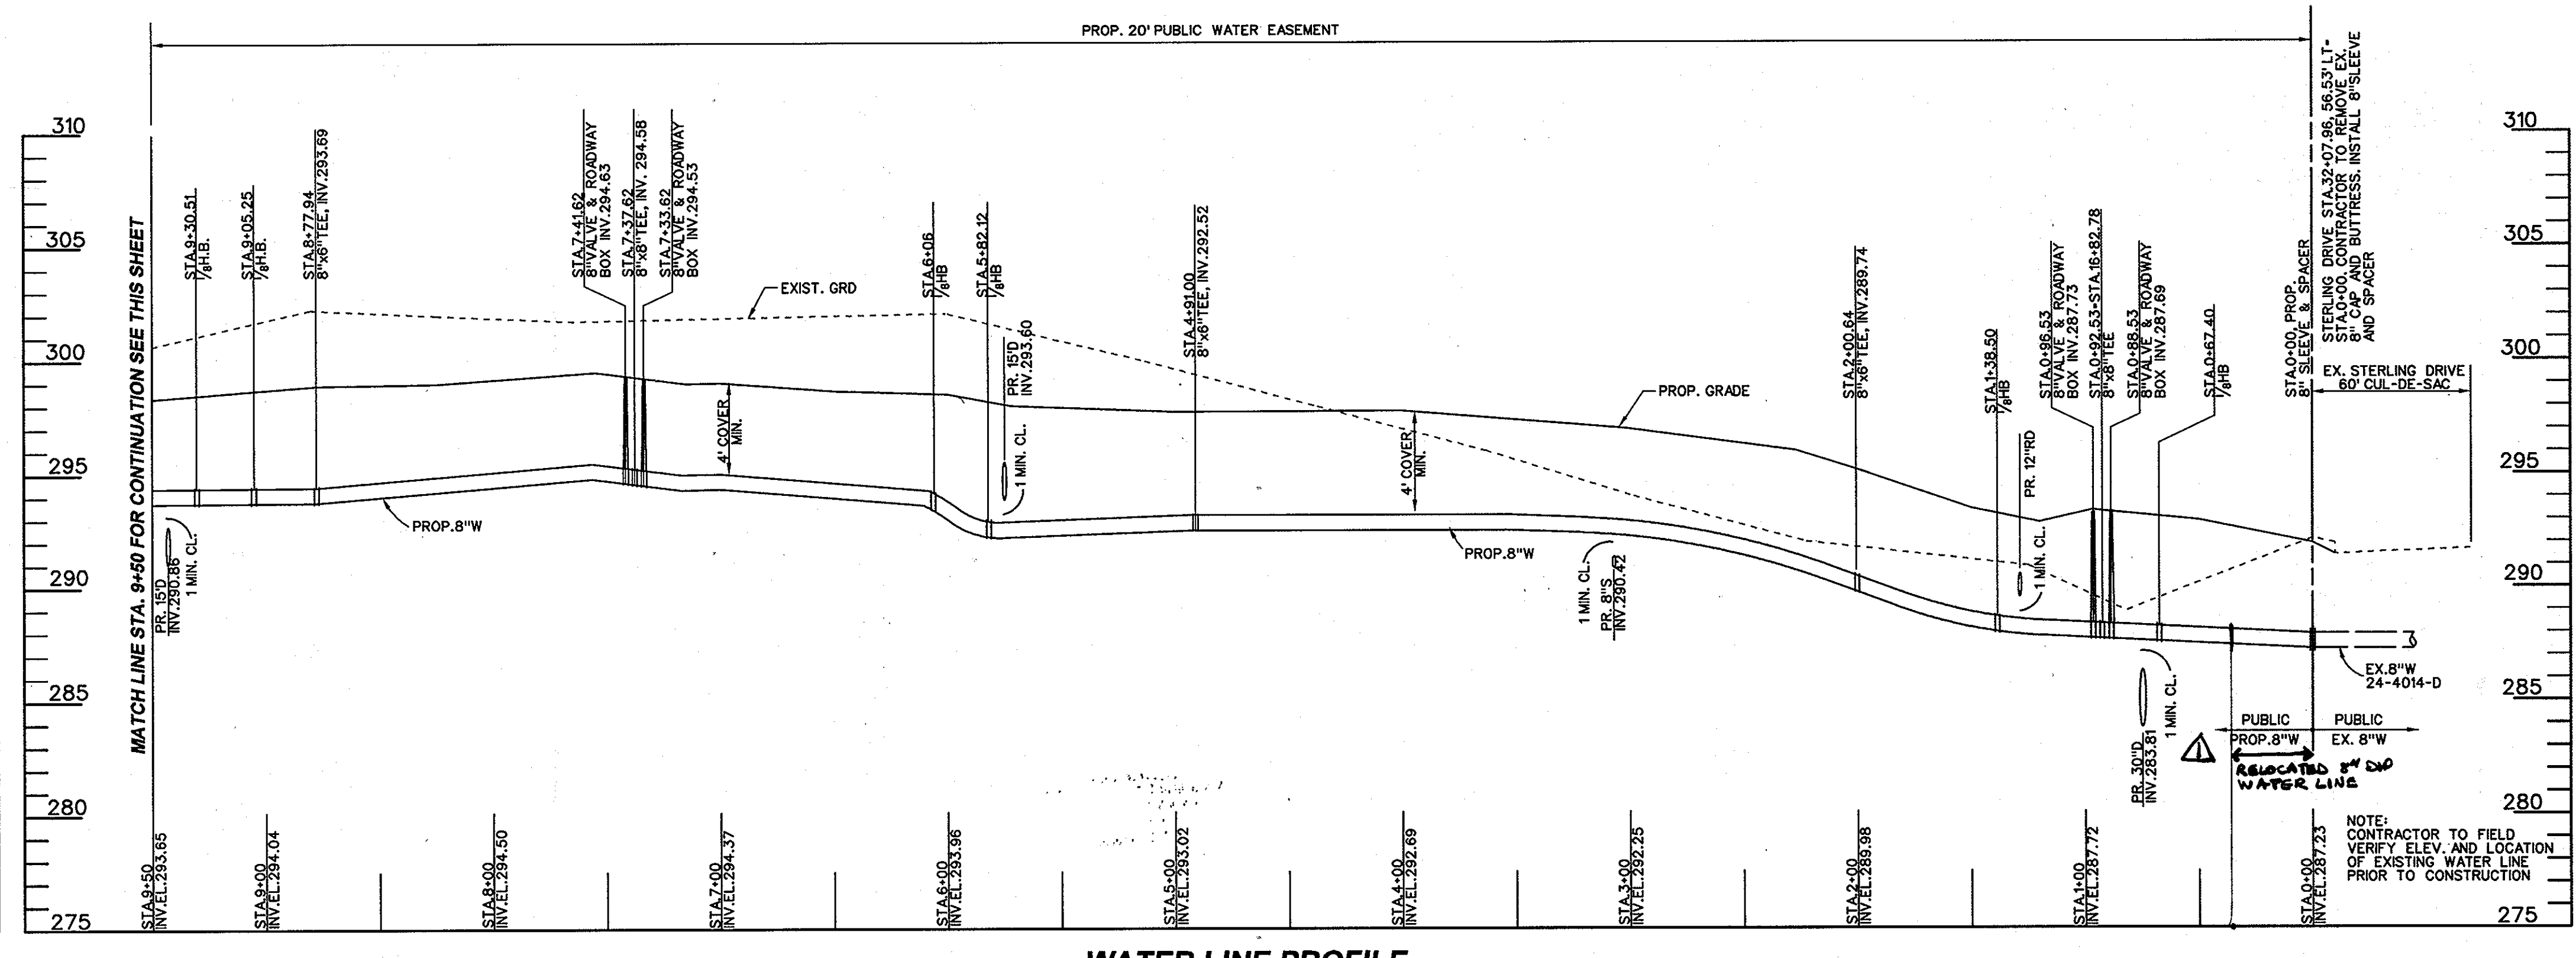 PROP. 20' PUBLIC WATER EASEMENT
310
305
300
295
290
285
280
275
MATCH LINE STA. 9+50 FOR CONTINUATION SEE THIS SHEET
STA.9+30.51
1/8H.B.
STA.9+05.25
1/8H.B.
STA.8+77.94
8"x6"TEE, INV.293.69
STA.7+41.62
8"VALVE & ROADWAY
BOX INV.294.63
STA.7+37.62
8"x8"TEE, INV. 294.58
STA.7+33.62
8"VALVE & ROADWAY
BOX INV.294.53
EXIST. GRD
STA.6+06
1/8HB
STA.5+82.12
1/8HB
PR. 15"D
INV.293.60
1 MIN. CL.
STA.4+91.00
8"x6"TEE, INV.292.52
4' COVER
MIN.
4' COVER
MIN.
PROP. GRADE
STA.2+00.64
8"x6"TEE, INV.289.74
STA.1+38.50
1/8HB
PR. 12"RD
1 MIN. CL.
STA.0+96.53
8"VALVE & ROADWAY
BOX INV.287.73
STA.0+92.53=STA.16+82.78
8"x8"TEE
STA.0+88.53
8"VALVE & ROADWAY
BOX INV.287.69
STA.0+67.40
1/8HB
STA.0+00, PROP.
8" SLEEVE & SPACER
STERLING DRIVE STA.32+07.96, 56.53' LT=
STA.0+00. CONTRACTOR TO REMOVE EX.
8" CAP AND BUTTRESS. INSTALL 8"SLEEVE
AND SPACER
EX. STERLING DRIVE
60' CUL-DE-SAC
310
305
300
295
290
285
280
275
PROP.8"W
PR. 15"D
INV.290.86
1 MIN. CL.
PROP.8"W
1 MIN. CL.
PR. 8"S
INV.290.42
PR. 30"D
INV.283.81
1 MIN. CL.
EX.8"W
24-4014-D
PUBLIC
PROP.8"W
PUBLIC
EX. 8"W
1
RELOCATED 8" DIP
WATER LINE
NOTE:
CONTRACTOR TO FIELD
VERIFY ELEV. AND LOCATION
OF EXISTING WATER LINE
PRIOR TO CONSTRUCTION
STA.9+50
INV.EL.293.65
STA.9+00
INV.EL.294.04
STA.8+00
INV.EL.294.50
STA.7+00
INV.EL.294.37
STA.6+00
INV.EL.293.96
STA.5+00
INV.EL.293.02
STA.4+00
INV.EL.292.69
STA.3+00
INV.EL.292.25
STA.2+00
INV.EL.289.98
STA.1+00
INV.EL.287.72
STA.0+00
INV.EL.287.23
WATER LINE PROFILE